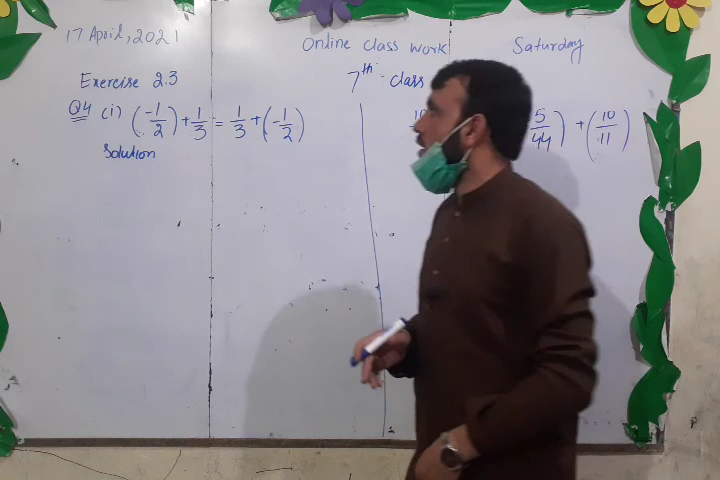 17 April, 2021 Online class work Saturday
Exercise 2.3 7th class
Q4 (i) (-1/2) + 1/3 = 1/3 + (-1/2)
5/44) + (10/11)
Solution